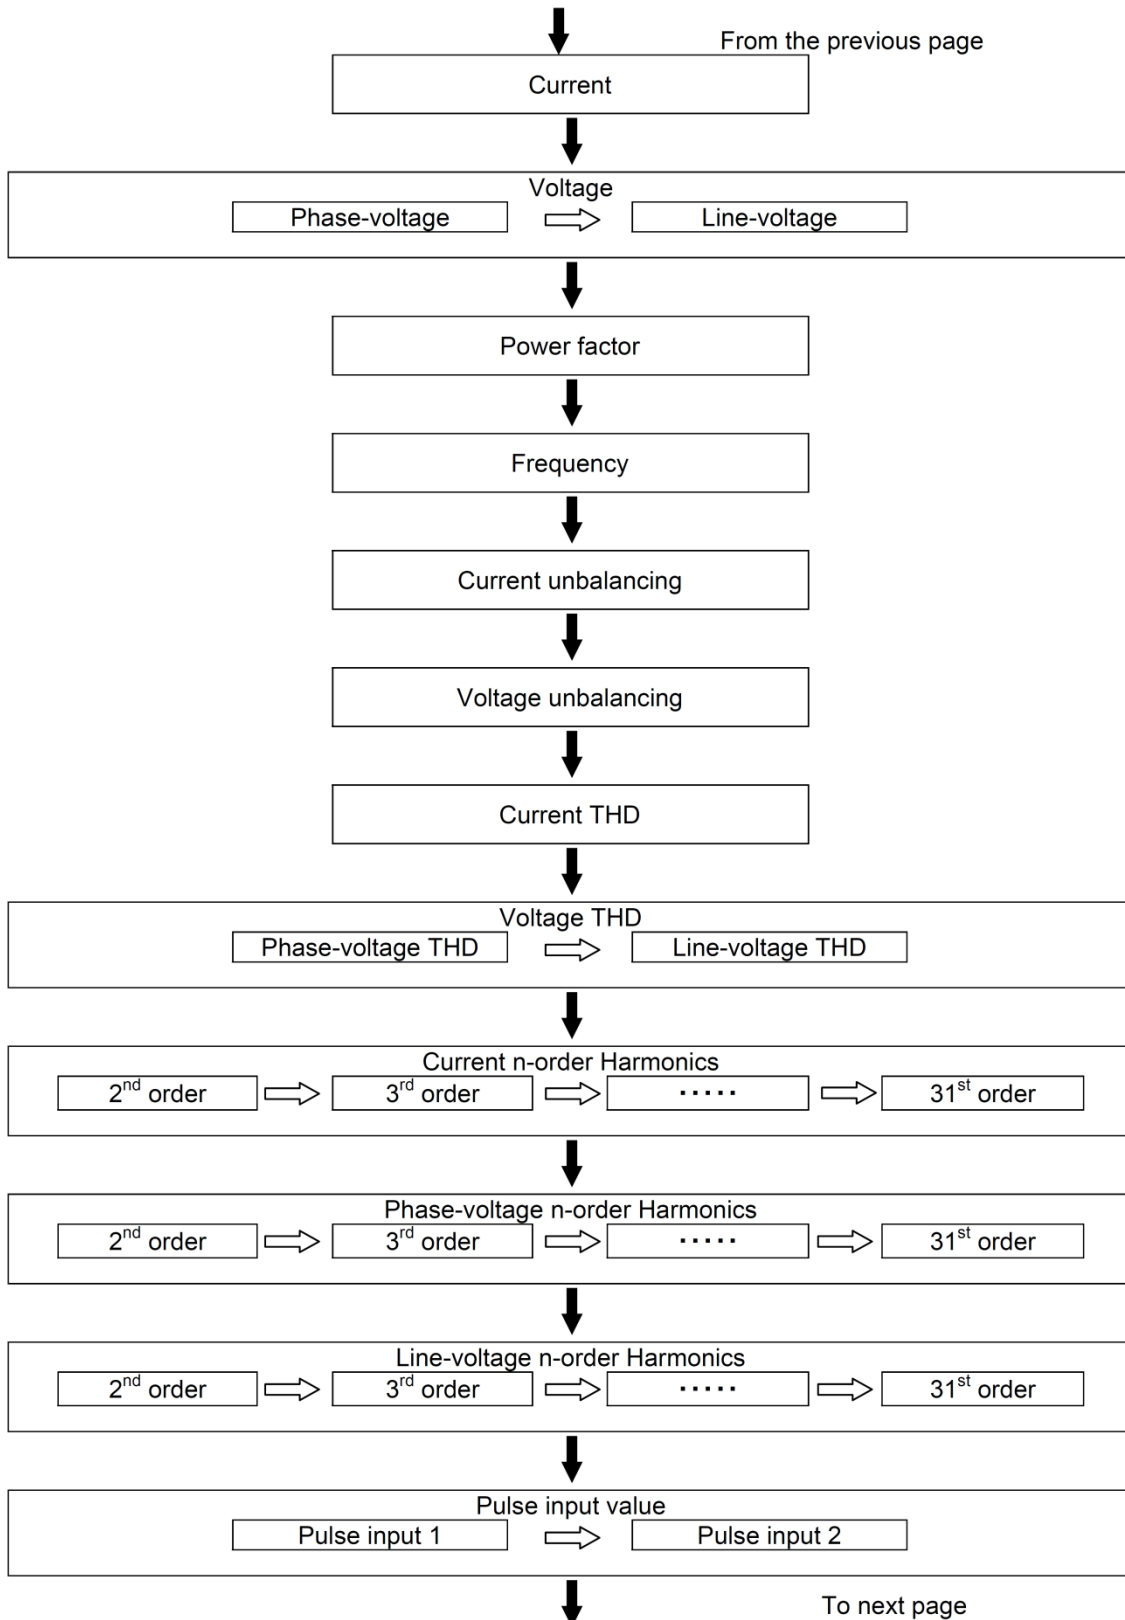 From the previous page
Current
Voltage
Phase-voltage
Line-voltage
Power factor
Frequency
Current unbalancing
Voltage unbalancing
Current THD
Voltage THD
Phase-voltage THD
Line-voltage THD
Current n-order Harmonics
2nd order
3rd order
·····
31st order
Phase-voltage n-order Harmonics
2nd order
3rd order
·····
31st order
Line-voltage n-order Harmonics
2nd order
3rd order
·····
31st order
Pulse input value
Pulse input 1
Pulse input 2
To next page